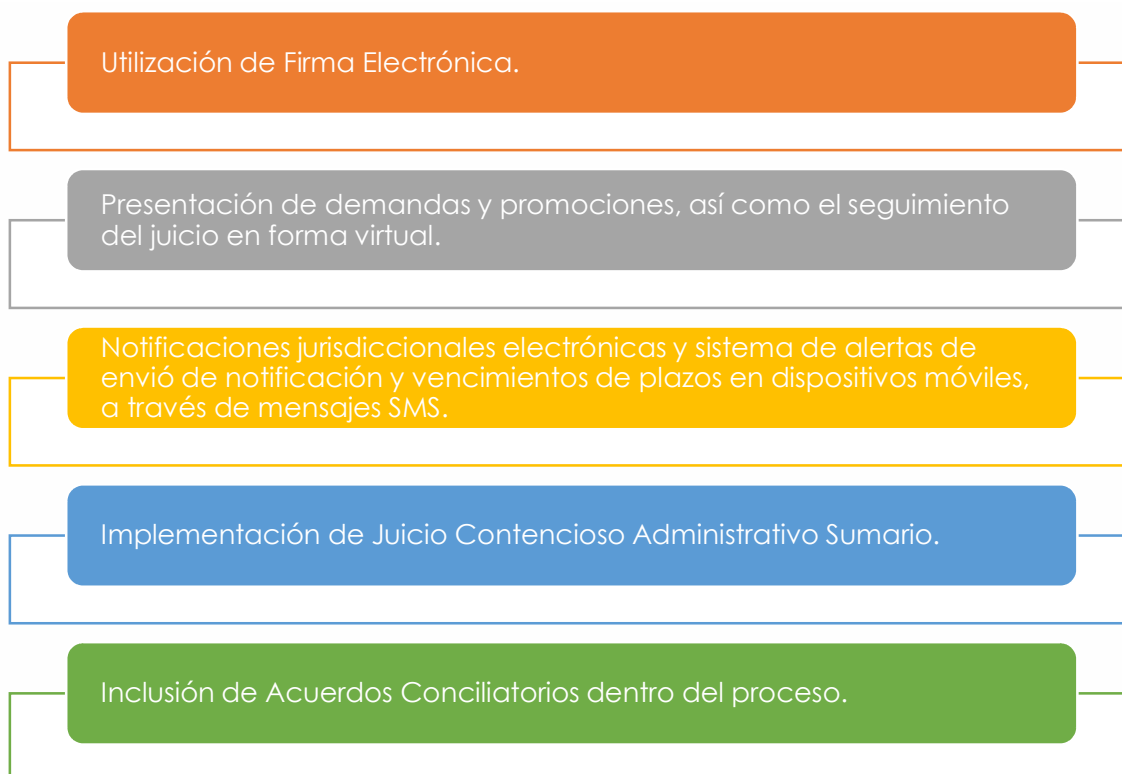 Utilización de Firma Electrónica.
Presentación de demandas y promociones, así como el seguimiento
del juicio en forma virtual.
Notificaciones jurisdiccionales electrónicas y sistema de alertas de
envió de notificación y vencimientos de plazos en dispositivos móviles,
a través de mensajes SMS.
Implementación de Juicio Contencioso Administrativo Sumario.
Inclusión de Acuerdos Conciliatorios dentro del proceso.